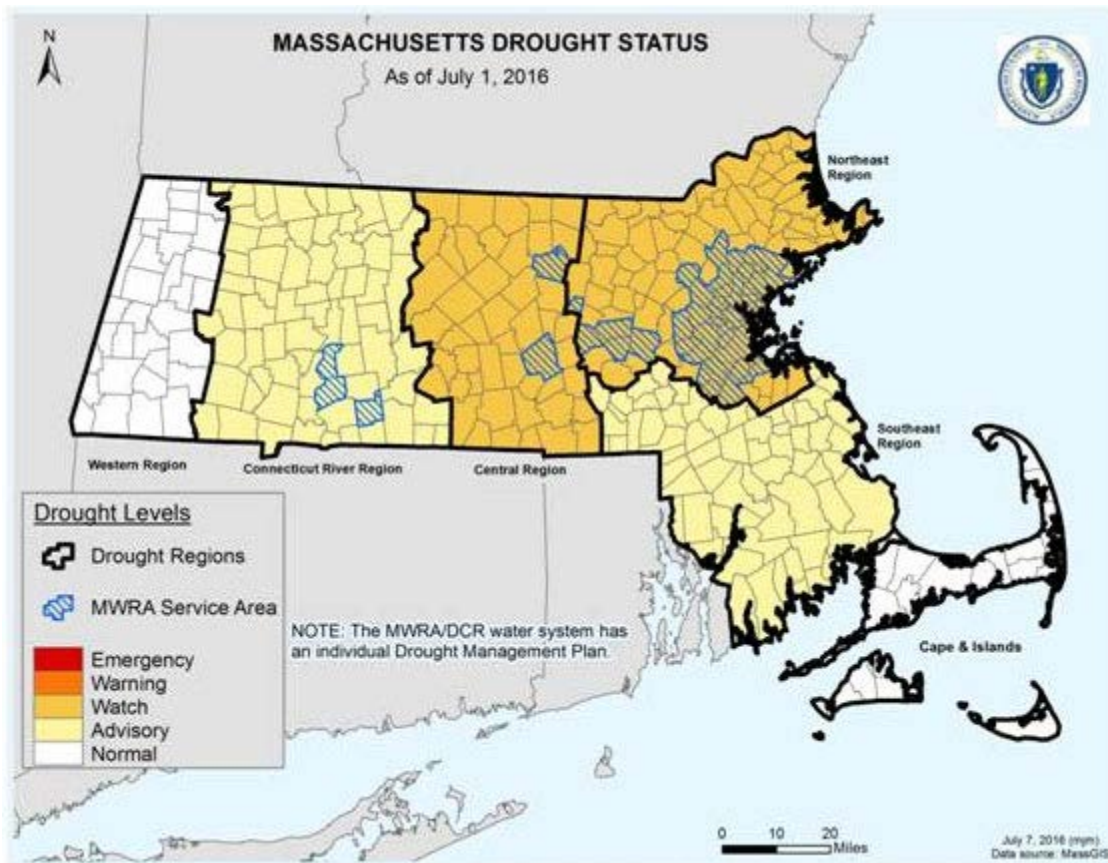 N
MASSACHUSETTS DROUGHT STATUS
As of July 1, 2016
Northeast
Region
Southeast
Region
Western Region
Connecticut River Region
Central Region
Cape & Islands
Drought Levels
Drought Regions
MWRA Service Area
Emergency
Warning
Watch
Advisory
Normal
NOTE: The MWRA/DCR water system has
an individual Drought Management Plan.
0 10 20
Miles
July 7, 2016 (mjm)
Data source: MassGIS